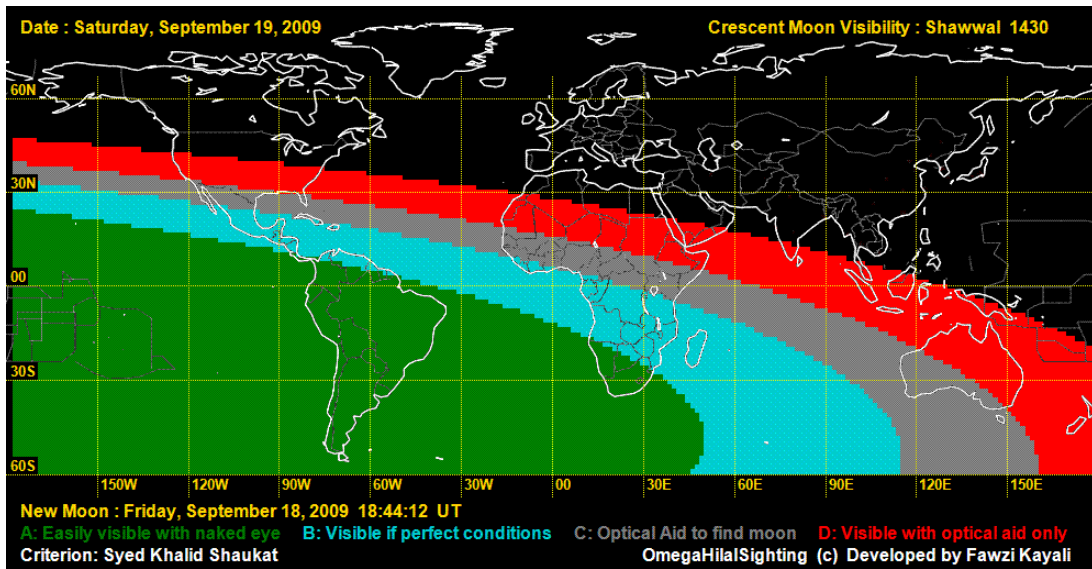 Date : Saturday, September 19, 2009
Crescent Moon Visibility : Shawwal 1430
60N
30N
00
30S
60S
150W 120W 90W 60W 30W 00 30E 60E 90E 120E 150E
New Moon : Friday, September 18, 2009 18:44:12 UT
A: Easily visible with naked eye B: Visible if perfect conditions C: Optical Aid to find moon D: Visible with optical aid only
Criterion: Syed Khalid Shaukat OmegaHilalSighting (c) Developed by Fawzi Kayali